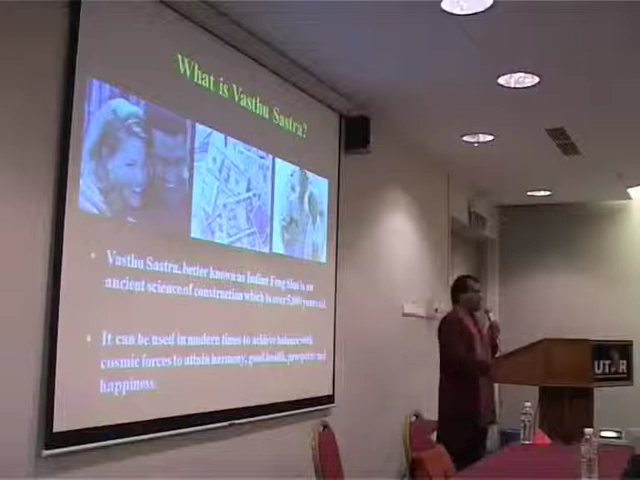 What is Vasthu Sastra?
Vasthu Sastra, better known as Indian Feng Shui is an
ancient science of construction which is over 5,000 years old.
It can be used in modern times to achieve balance with
cosmic forces to attain harmony, good health, prosperity and
happiness.
UTAR